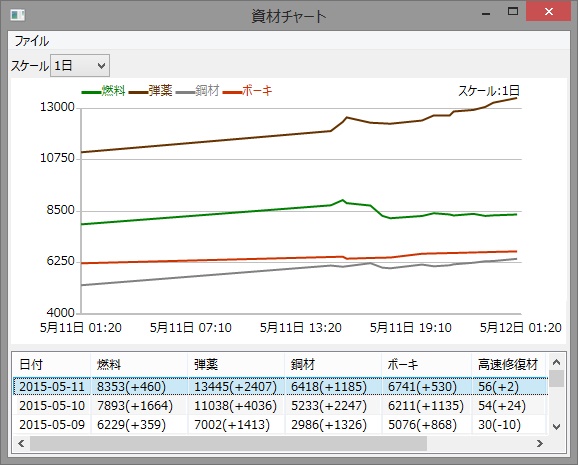 資材チャート
ファイル
スケール 1日
燃料 弾薬 鋼材 ボーキ スケール:1日
13000
10750
8500
6250
4000
5月11日 01:20 5月11日 07:10 5月11日 13:20 5月11日 19:10 5月12日 01:20
日付 燃料 弾薬 鋼材 ボーキ 高速修復材
2015-05-11 8353(+460) 13445(+2407) 6418(+1185) 6741(+530) 56(+2)
2015-05-10 7893(+1664) 11038(+4036) 5233(+2247) 6211(+1135) 54(+24)
2015-05-09 6229(+359) 7002(+1413) 2986(+1326) 5076(+868) 30(-10)